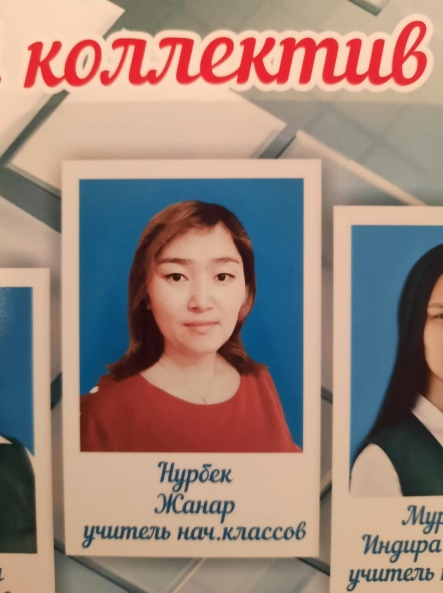 коллектив
Нурбек
Жанар
учитель нач.классов
Индира
учитель